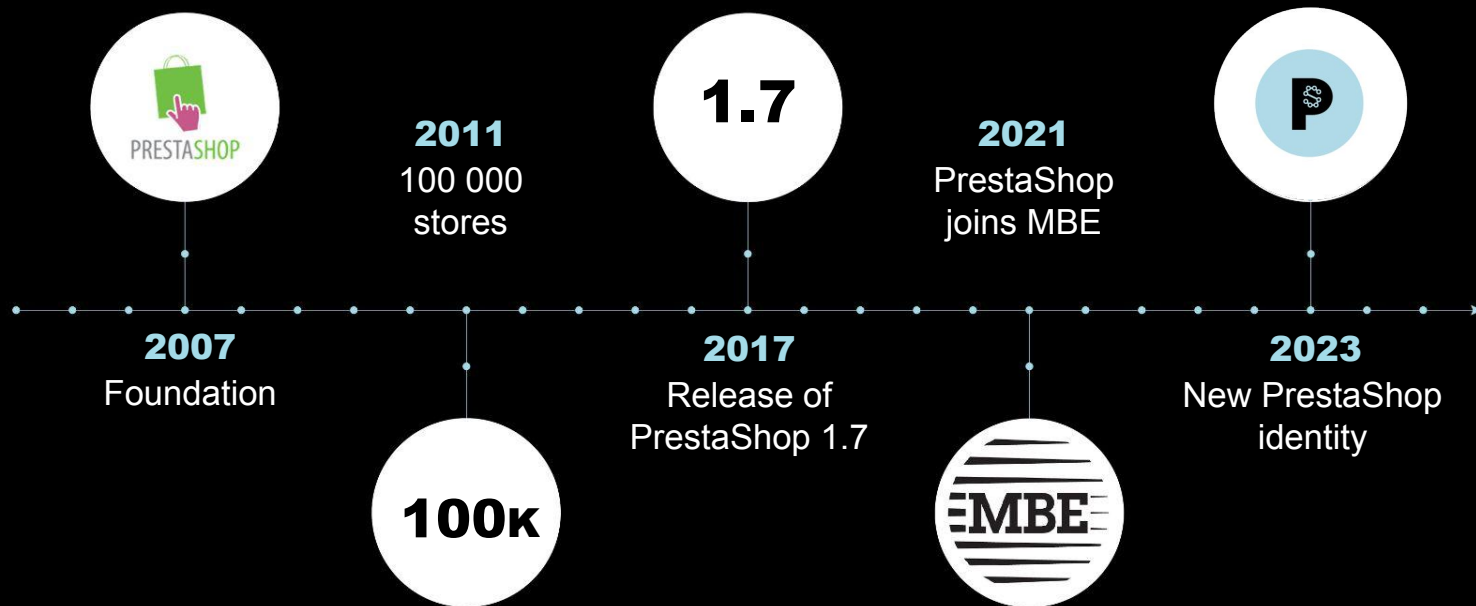 PRESTASHOP
2007
Foundation
2011
100 000
stores
100K
1.7
2017
Release of
PrestaShop 1.7
2021
PrestaShop
joins MBE
MBE
P
2023
New PrestaShop
identity